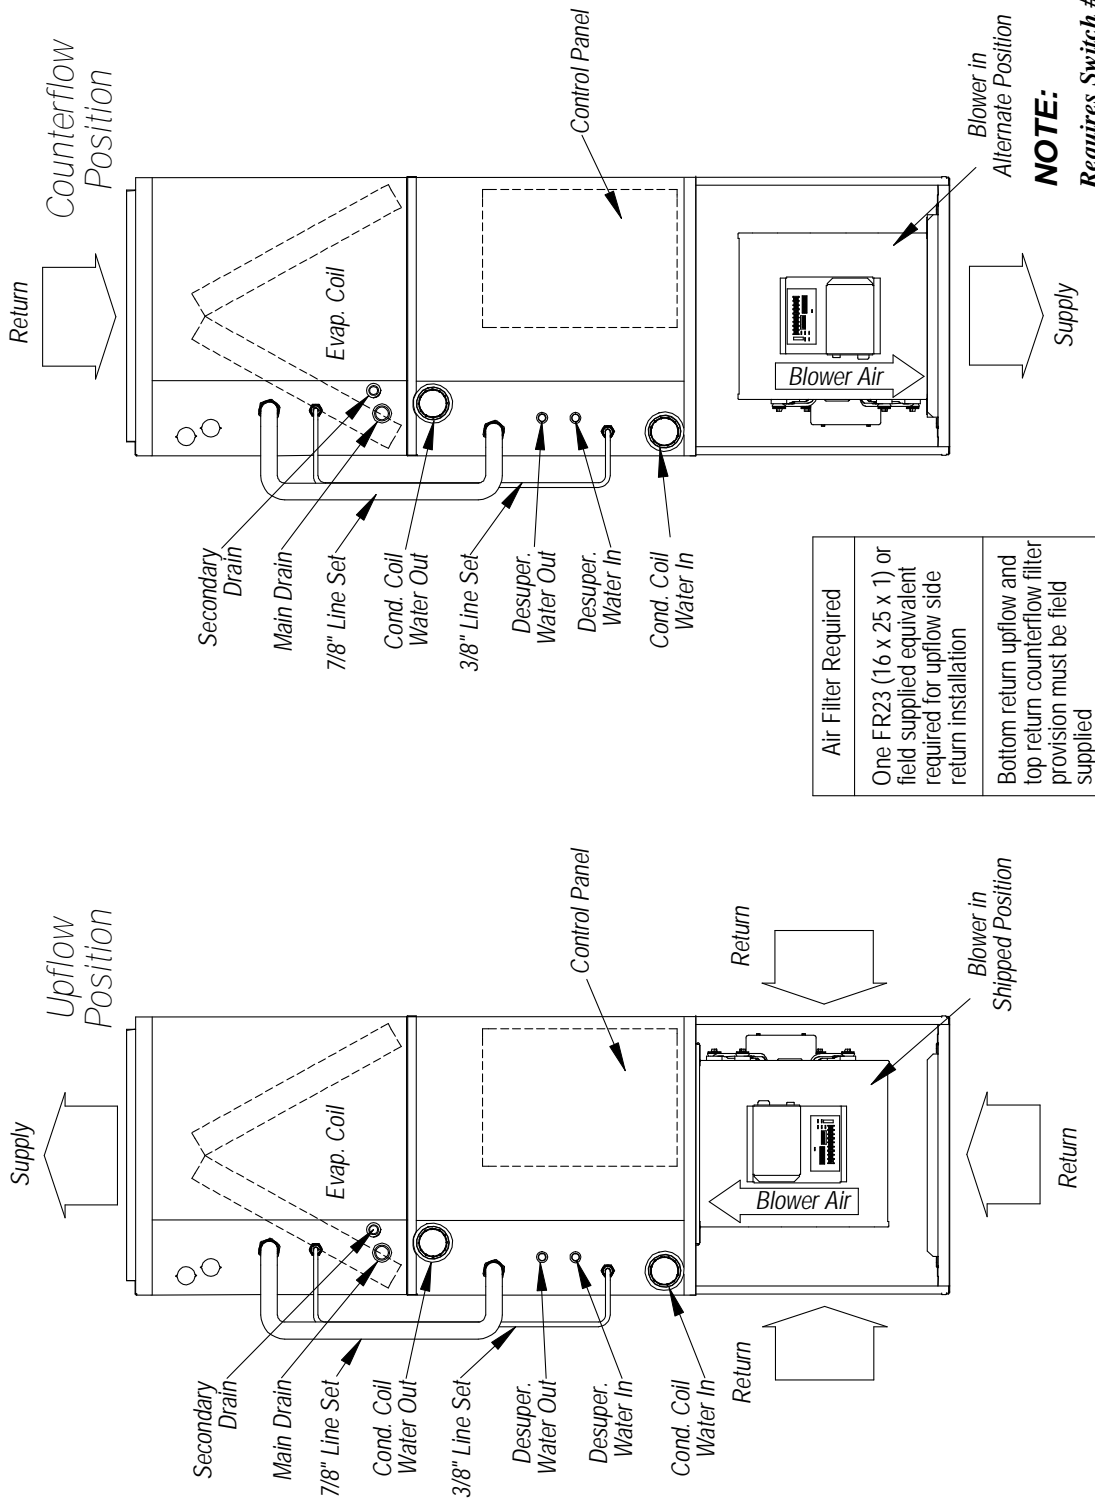 Upflow
Position
Supply
Evap. Coil
Control Panel
Secondary
Drain
Main Drain
7/8" Line Set
Cond. Coil
Water Out
3/8" Line Set
Desuper.
Water Out
Desuper.
Water In
Cond. Coil
Water In
Return
Return
Blower Air
Blower in
Shipped Position
Return
Counterflow
Position
Return
Evap. Coil
Control Panel
Secondary
Drain
Main Drain
7/8" Line Set
Cond. Coil
Water Out
3/8" Line Set
Desuper.
Water Out
Desuper.
Water In
Cond. Coil
Water In
Blower Air
Supply
Blower in
Alternate Position
NOTE:
Requires Switch #
Air Filter Required
One FR23 (16 x 25 x 1) or
field supplied equivalent
required for upflow side
return installation
Bottom return upflow and
top return counterflow filter
provision must be field
supplied